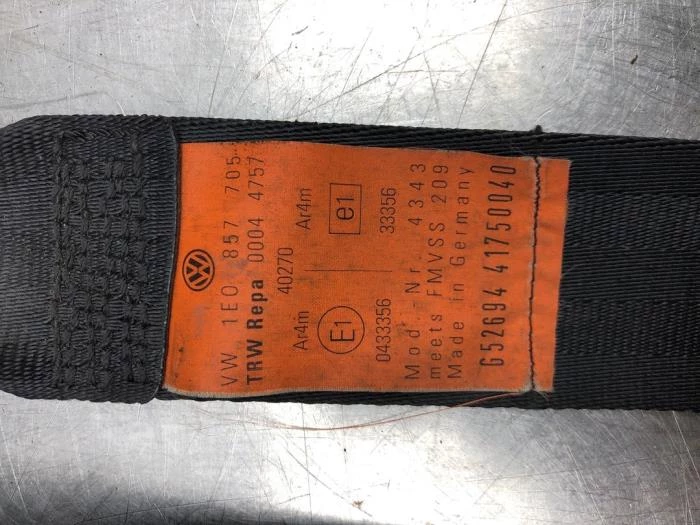 VW 1E0 857 705
TRW Repa 0004 4757
40270
Ar4m Ar4m
E1 e1
0433356 33356
Mod. Nr. 4343
meets FMVSS 209
Made in Germany
G52694 41750040